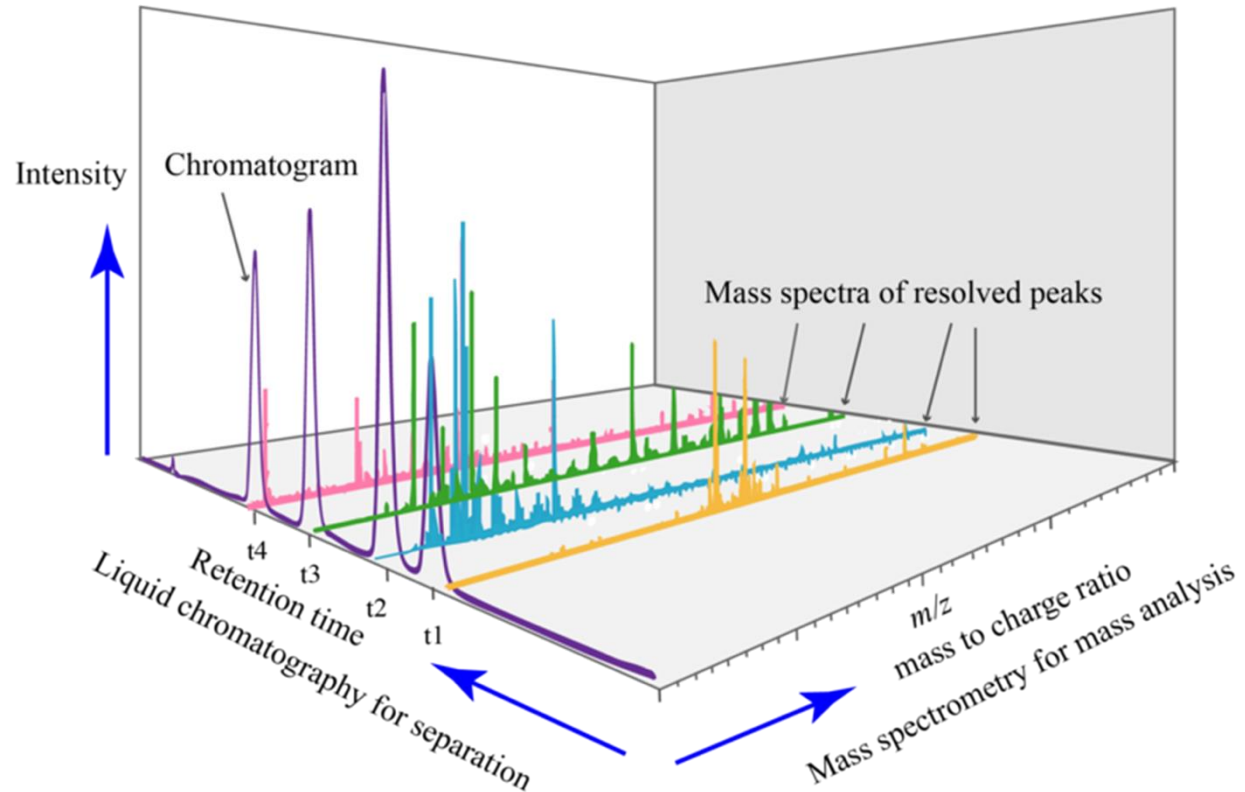 Intensity
Chromatogram
Mass spectra of resolved peaks
t4
t3
t2
t1
Retention time
Liquid chromatography for separation
m/z
mass to charge ratio
Mass spectrometry for mass analysis